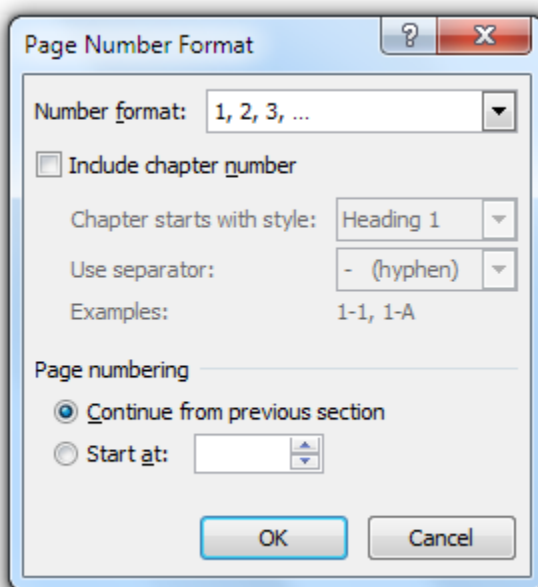 Page Number Format
?
Number format: 1, 2, 3, ...
Include chapter number
Chapter starts with style: Heading 1
Use separator: - (hyphen)
Examples: 1-1, 1-A
Page numbering
Continue from previous section
Start at:
OK Cancel